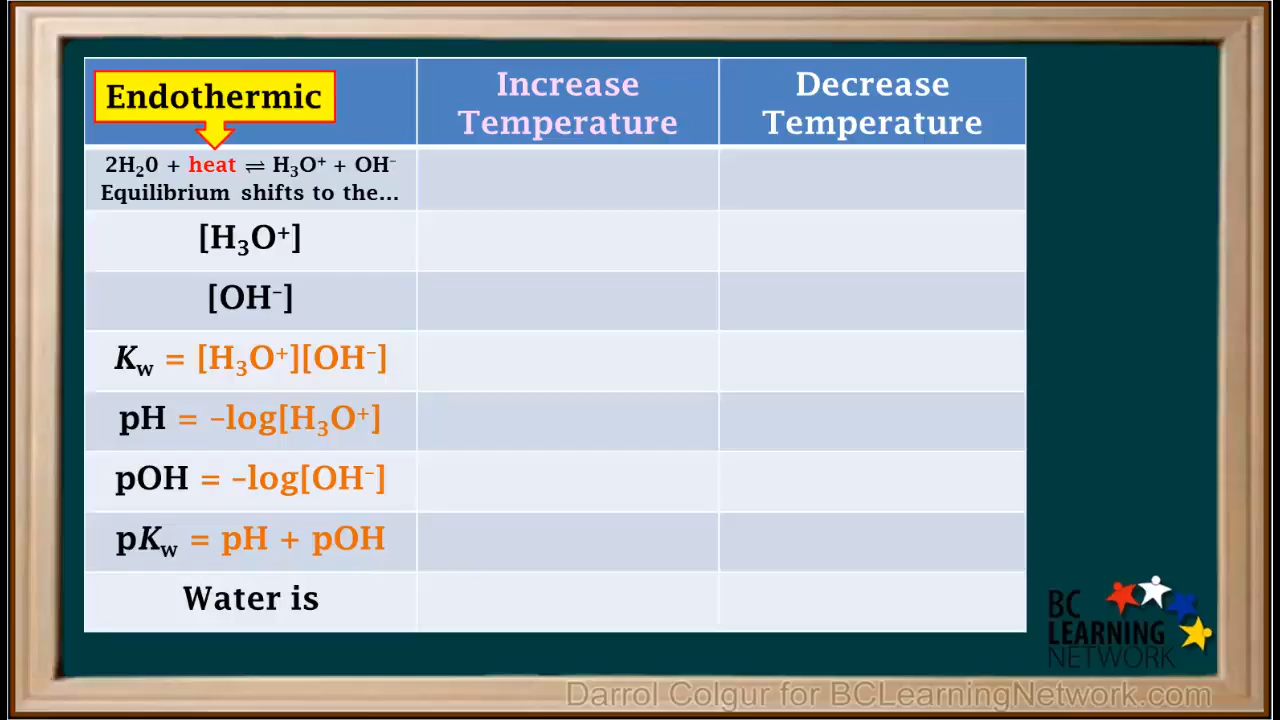 Endothermic
Increase
Temperature
Decrease
Temperature
2H₂0 + heat ⇌ H₃O⁺ + OH⁻
Equilibrium shifts to the...
[H₃O⁺]
[OH⁻]
Kw = [H₃O⁺][OH⁻]
pH = –log[H₃O⁺]
pOH = –log[OH⁻]
pKw = pH + pOH
Water is
BC
LEARNING
NETWORK
Darrol Colgur for BCLearningNetwork.com